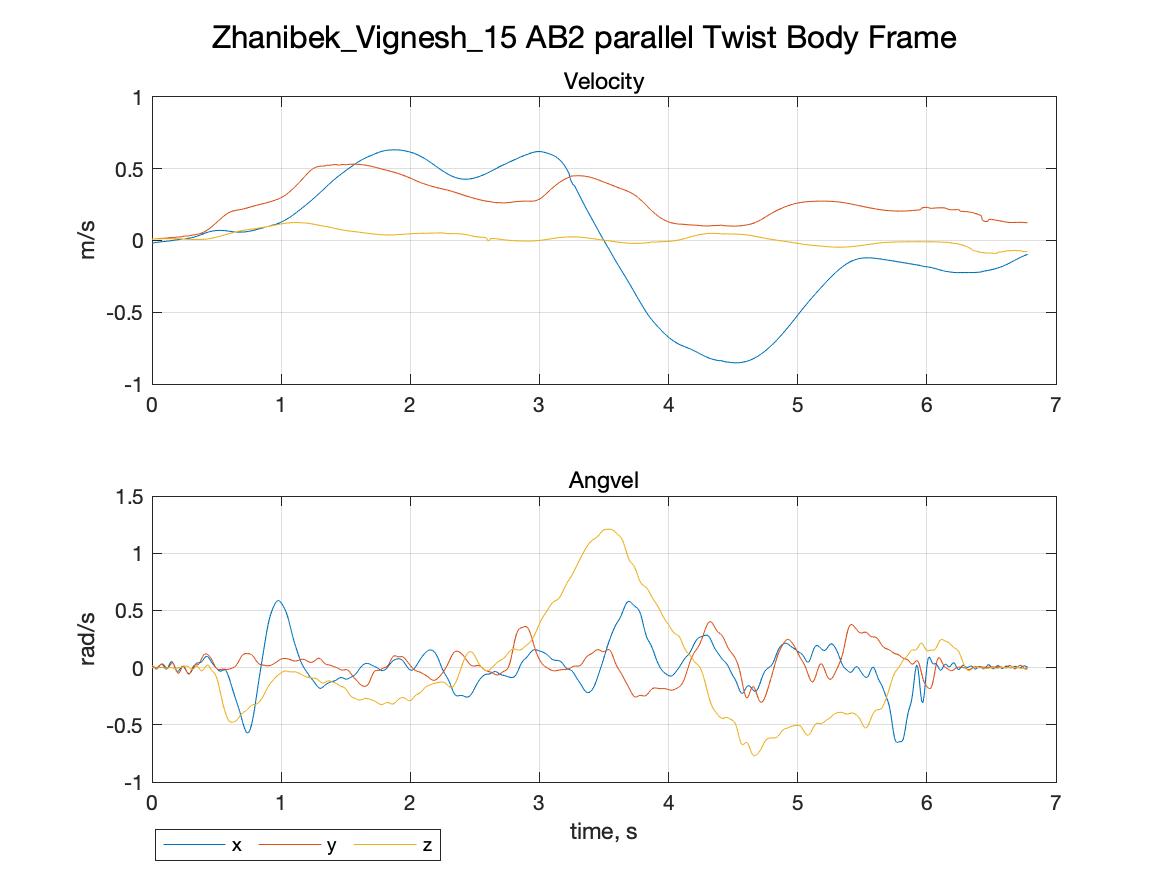 Zhanibek_Vignesh_15 AB2 parallel Twist Body Frame
Velocity
1
0.5
0
-0.5
-1
m/s
0 1 2 3 4 5 6 7
Angvel
1.5
1
0.5
0
-0.5
-1
rad/s
0 1 2 3 4 5 6 7
time, s
x y z